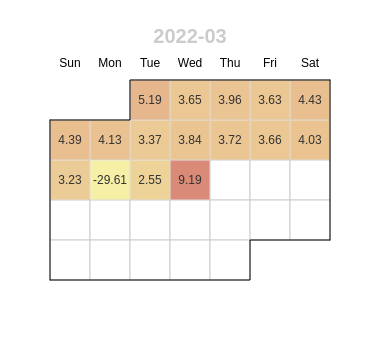 2022-03
Sun Mon Tue Wed Thu Fri Sat
5.19 3.65 3.96 3.63 4.43
4.39 4.13 3.37 3.84 3.72 3.66 4.03
3.23 -29.61 2.55 9.19